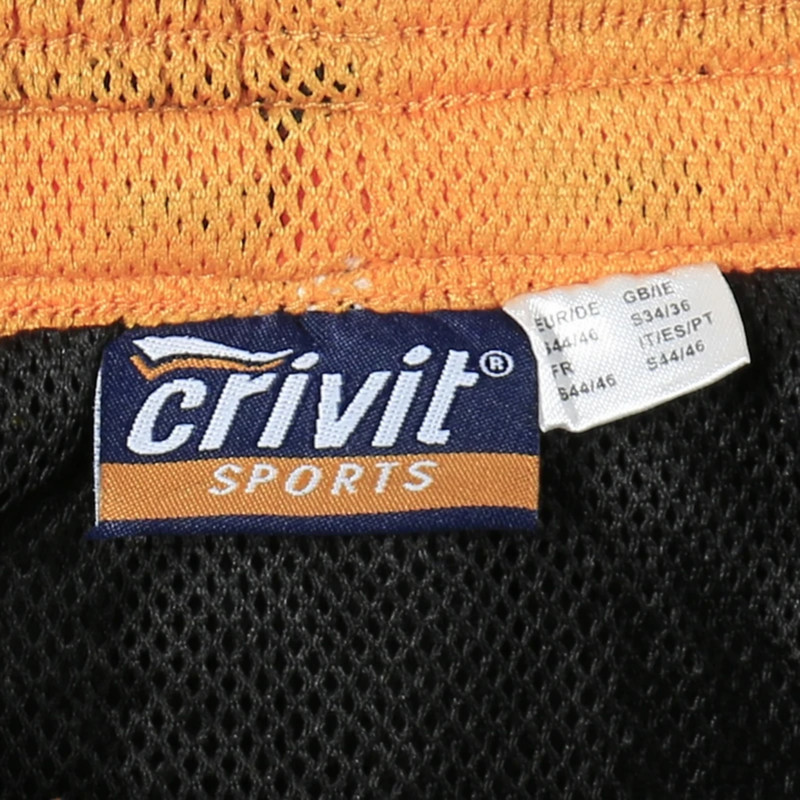 crivit®
SPORTS
EUR/DE
S44/46
FR
S44/46
GB/IE
S34/36
IT/ES/PT
S44/46